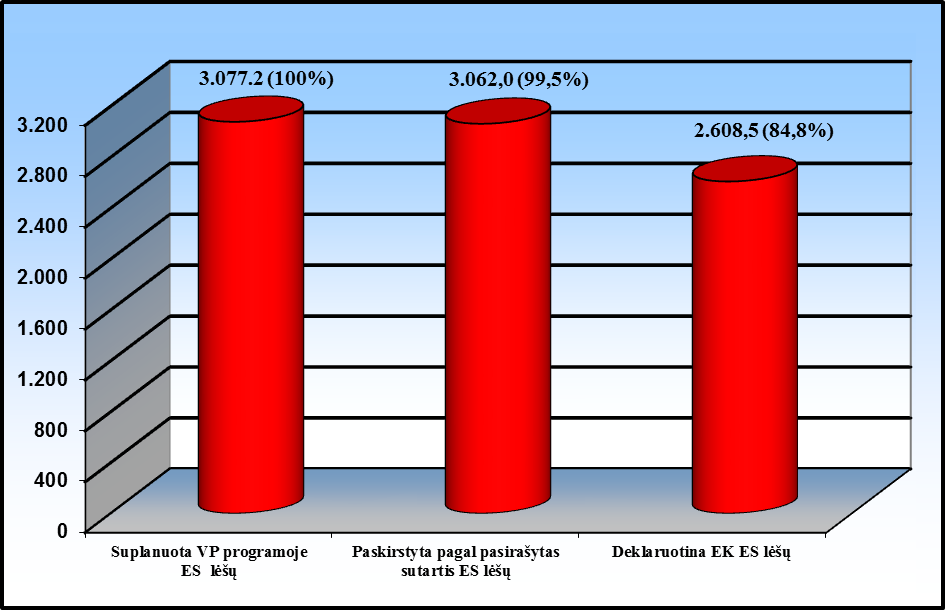 3.077.2 (100%)
3.062,0 (99,5%)
2.608,5 (84,8%)
3.200
2.800
2.400
2.000
1.600
1.200
800
400
0
Suplanuota VP programoje
ES lėšų
Paskirstyta pagal pasirašytas
sutartis ES lėšų
Deklaruotina EK ES lėšų